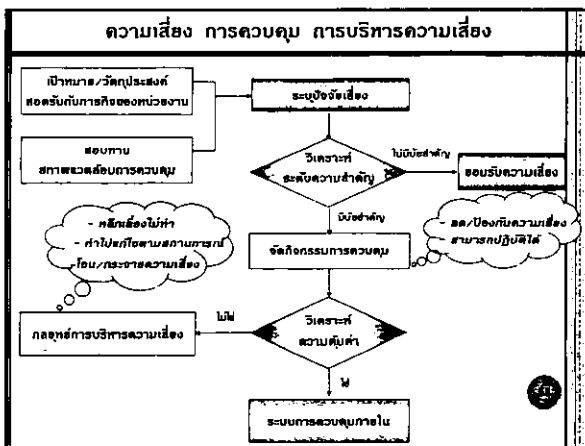 ความเสี่ยง การควบคุม การบริหารความเสี่ยง
เป้าหมาย/วัตถุประสงค์
สอดรับกับภารกิจของหน่วยงาน
ระบุปัจจัยเสี่ยง
สอบทาน
สภาพแวดล้อมการควบคุม
วิเคราะห์
ระดับความสำคัญ
ไม่มีนัยสำคัญ
ยอมรับความเสี่ยง
มีนัยสำคัญ
- หลีกเลี่ยงไม่ทำ
- ทำไปแก้ไขตามสถานการณ์
- โอน/กระจายความเสี่ยง
จัดกิจกรรมการควบคุม
- ลด/ป้องกันความเสี่ยง
สามารถปฏิบัติได้
กลยุทธ์การบริหารความเสี่ยง
ไม่ใช่
วิเคราะห์
ความคุ้มค่า
ใช่
ระบบการควบคุมภายใน